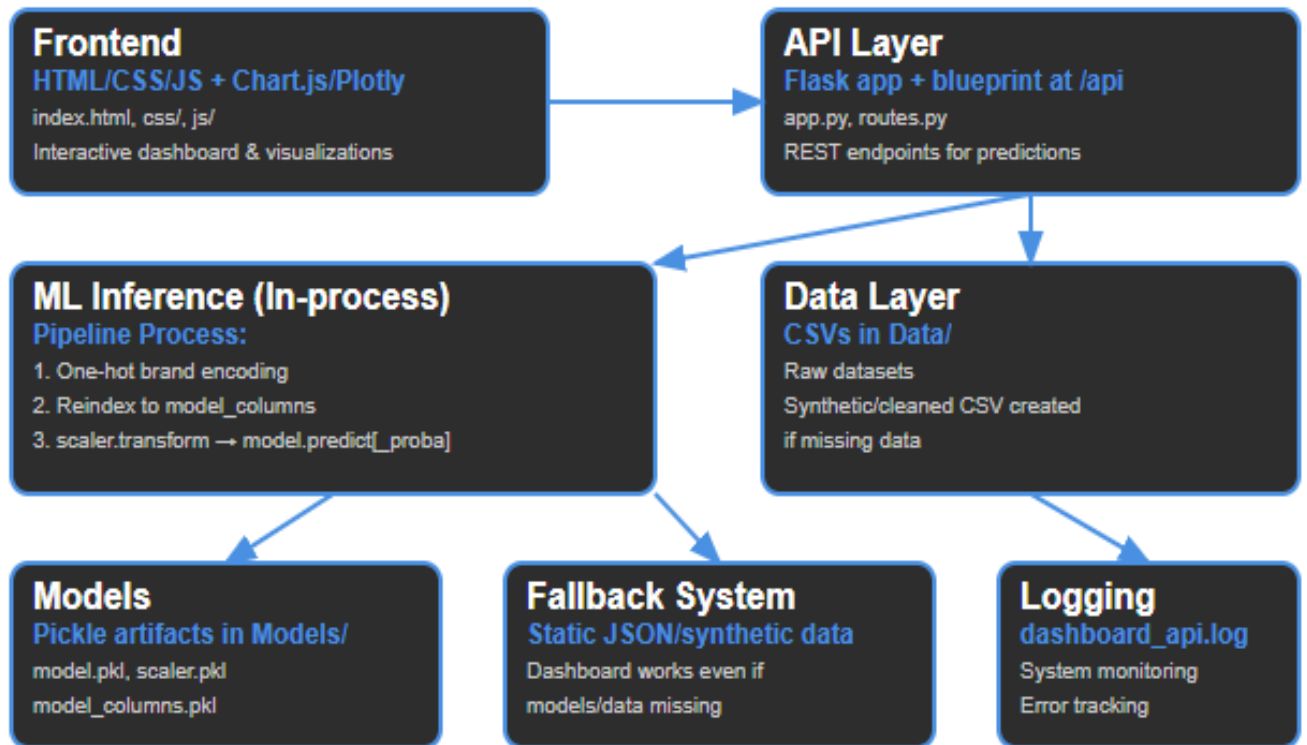 Frontend
HTML/CSS/JS + Chart.js/Plotly
index.html, css/, js/
Interactive dashboard & visualizations
API Layer
Flask app + blueprint at /api
app.py, routes.py
REST endpoints for predictions
ML Inference (In-process)
Pipeline Process:
1. One-hot brand encoding
2. Reindex to model_columns
3. scaler.transform → model.predict[_proba]
Data Layer
CSVs in Data/
Raw datasets
Synthetic/cleaned CSV created
if missing data
Models
Pickle artifacts in Models/
model.pkl, scaler.pkl
model_columns.pkl
Fallback System
Static JSON/synthetic data
Dashboard works even if
models/data missing
Logging
dashboard_api.log
System monitoring
Error tracking